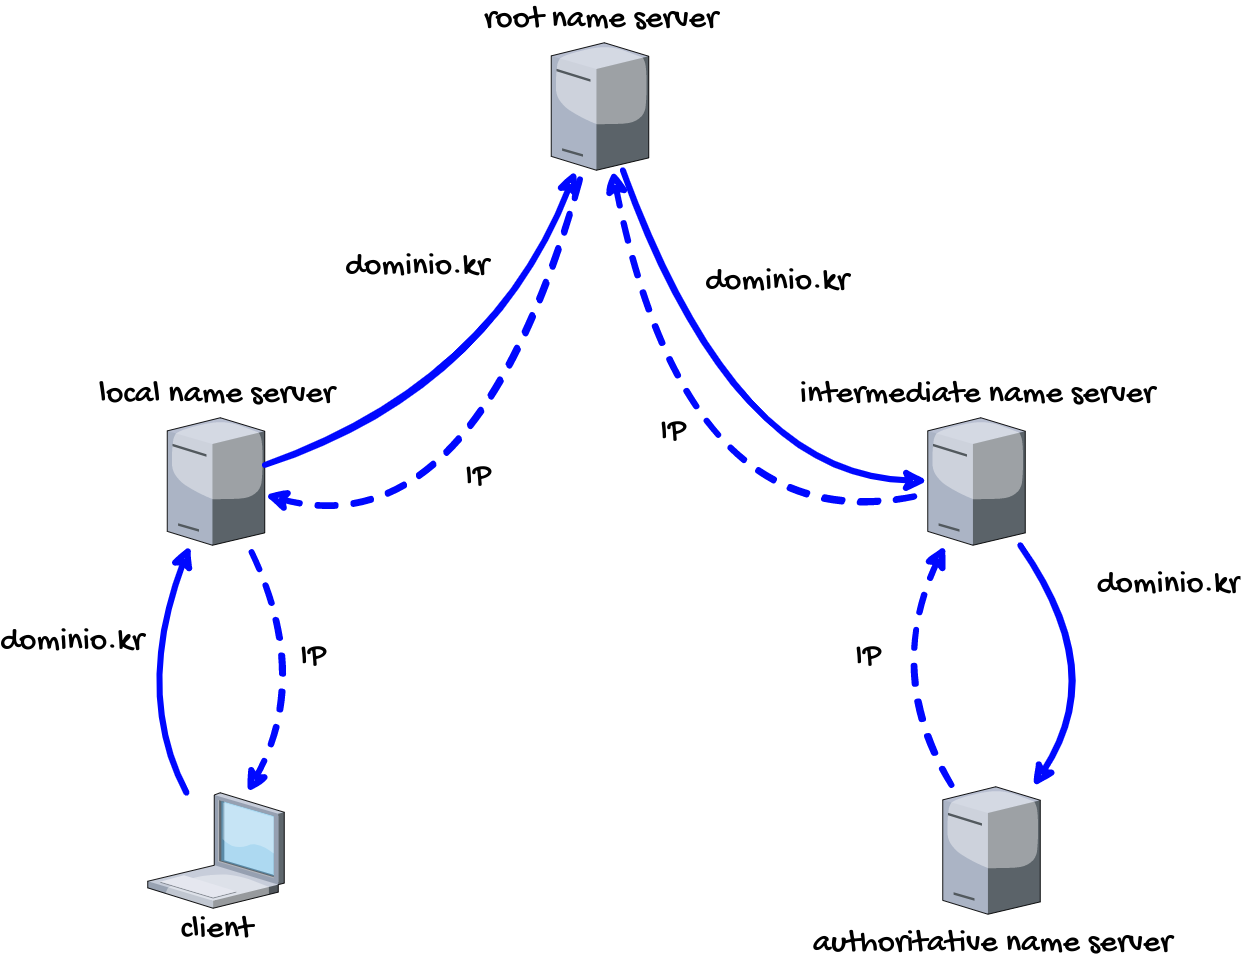 root name server
dominio.kr
dominio.kr
local name server
intermediate name server
IP
IP
dominio.kr
dominio.kr
IP
IP
client
authoritative name server